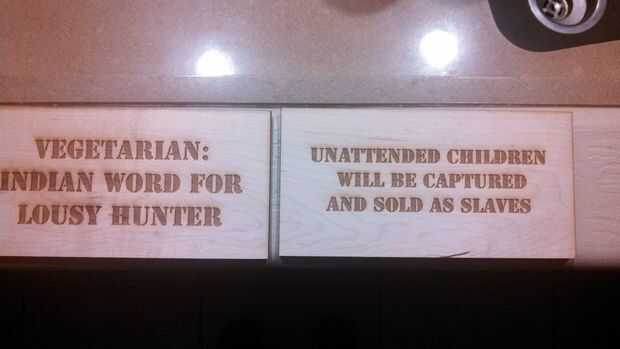 VEGETARIAN:
INDIAN WORD FOR
LOUSY HUNTER
UNATTENDED CHILDREN
WILL BE CAPTURED
AND SOLD AS SLAVES